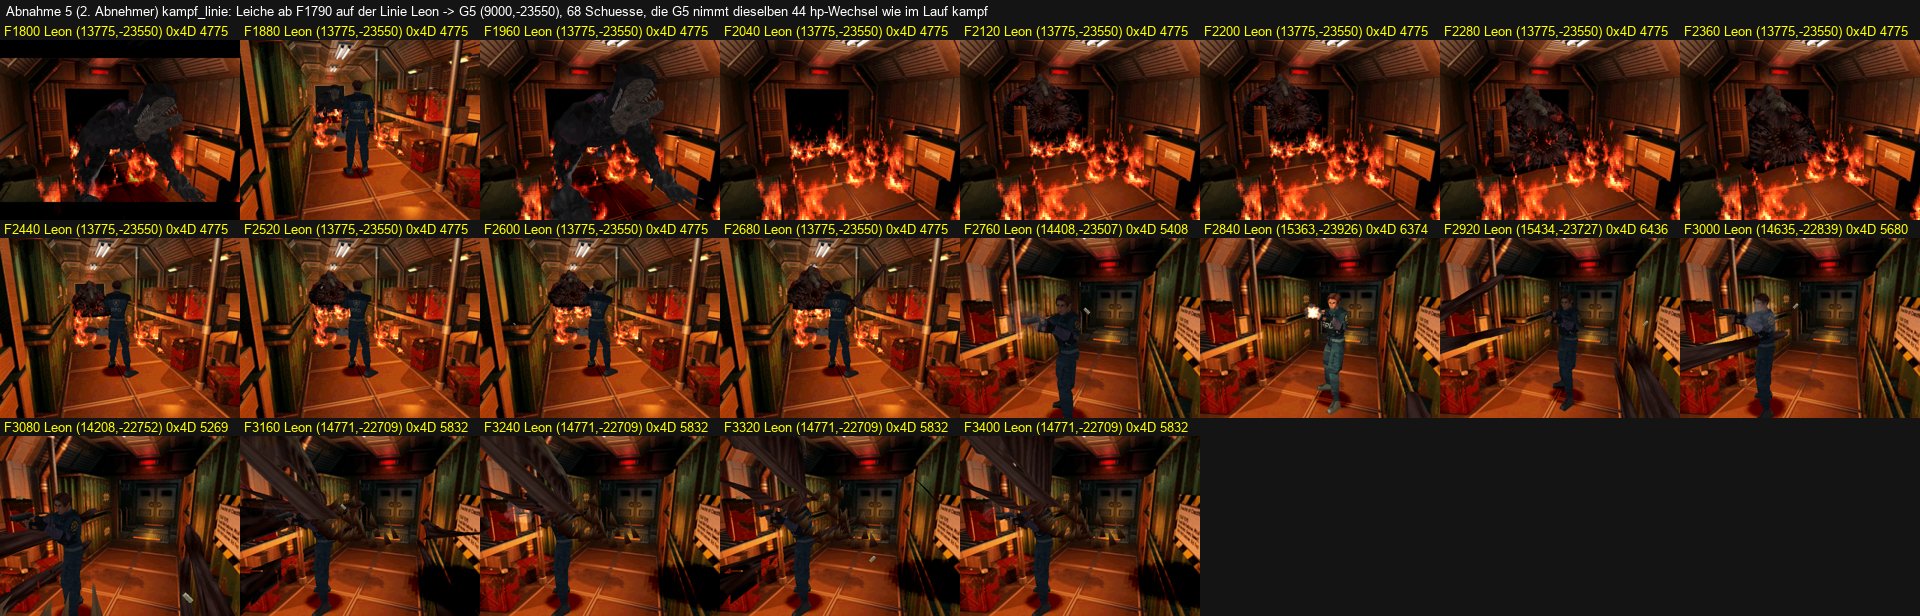 Abnahme 5 (2. Abnehmer) kampf_linie: Leiche ab F1790 auf der Linie Leon -> G5 (9000,-23550), 68 Schuesse, die G5 nimmt dieselben 44 hp-Wechsel wie im Lauf kampf
F1800 Leon (13775,-23550) 0x4D 4775
F1880 Leon (13775,-23550) 0x4D 4775
F1960 Leon (13775,-23550) 0x4D 4775
F2040 Leon (13775,-23550) 0x4D 4775
F2120 Leon (13775,-23550) 0x4D 4775
F2200 Leon (13775,-23550) 0x4D 4775
F2280 Leon (13775,-23550) 0x4D 4775
F2360 Leon (13775,-23550) 0x4D 4775
F2440 Leon (13775,-23550) 0x4D 4775
F2520 Leon (13775,-23550) 0x4D 4775
F2600 Leon (13775,-23550) 0x4D 4775
F2680 Leon (13775,-23550) 0x4D 4775
F2760 Leon (14408,-23507) 0x4D 5408
F2840 Leon (15363,-23926) 0x4D 6374
F2920 Leon (15434,-23727) 0x4D 6436
F3000 Leon (14635,-22839) 0x4D 5680
F3080 Leon (14208,-22752) 0x4D 5269
F3160 Leon (14771,-22709) 0x4D 5832
F3240 Leon (14771,-22709) 0x4D 5832
F3320 Leon (14771,-22709) 0x4D 5832
F3400 Leon (14771,-22709) 0x4D 5832